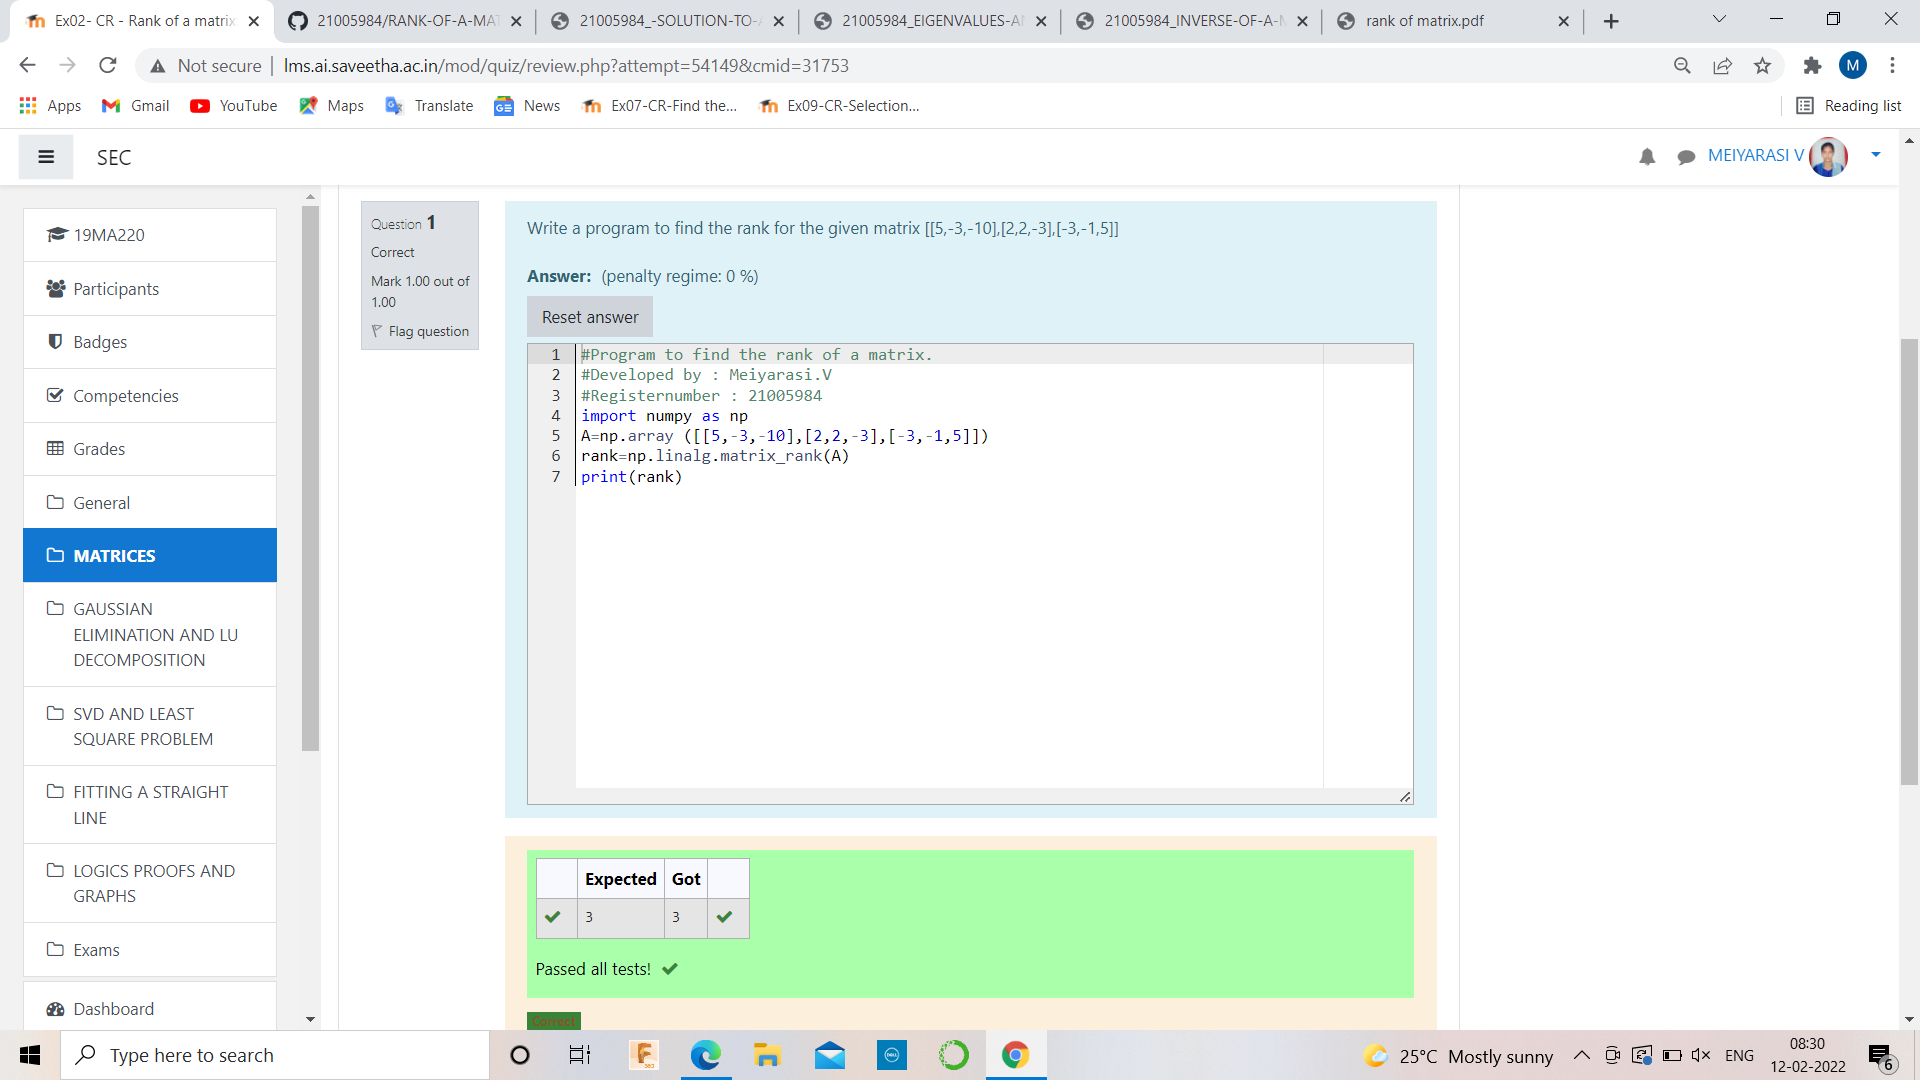 Ex02- CR - Rank of a matrix
21005984/RANK-OF-A-MAT
21005984_-SOLUTION-TO-
21005984_EIGENVALUES-A
21005984_INVERSE-OF-A-M
rank of matrix.pdf
Not secure
lms.ai.saveetha.ac.in/mod/quiz/review.php?attempt=54149&cmid=31753
M
Apps
Gmail
YouTube
Maps
Translate
News
Ex07-CR-Find the...
Ex09-CR-Selection...
Reading list
SEC
MEIYARASI V
19MA220
Participants
Badges
Competencies
Grades
General
MATRICES
GAUSSIAN
ELIMINATION AND LU
DECOMPOSITION
SVD AND LEAST
SQUARE PROBLEM
FITTING A STRAIGHT
LINE
LOGICS PROOFS AND
GRAPHS
Exams
Dashboard
Question 1
Correct
Mark 1.00 out of
1.00
Flag question
Write a program to find the rank for the given matrix [[5,-3,-10],[2,2,-3],[-3,-1,5]]
Answer: (penalty regime: 0 %)
Reset answer
1 #Program to find the rank of a matrix.
2 #Developed by : Meiyarasi.V
3 #Registernumber : 21005984
4 import numpy as np
5 A=np.array ([[5,-3,-10],[2,2,-3],[-3,-1,5]])
6 rank=np.linalg.matrix_rank(A)
7 print(rank)
Expected Got
3 3
Passed all tests!
Correct
Type here to search
25°C Mostly sunny
ENG
08:30
12-02-2022
6